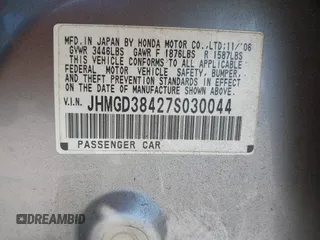 MFD. IN JAPAN BY HONDA MOTOR CO.,LTD.:11/'06
GVWR 3446LBS GAWR F 1876LBS R 1587LBS
THIS VEHICLE CONFORMS TO ALL APPLICABLE
FEDERAL MOTOR VEHICLE SAFETY, BUMPER,
AND THEFT PREVENTION STANDARDS IN EFFECT
ON THE DATE OF MANUFACTURE SHOWN ABOVE.
V.I.N. JHMGD38427S030044
PASSENGER CAR
DREAMBID